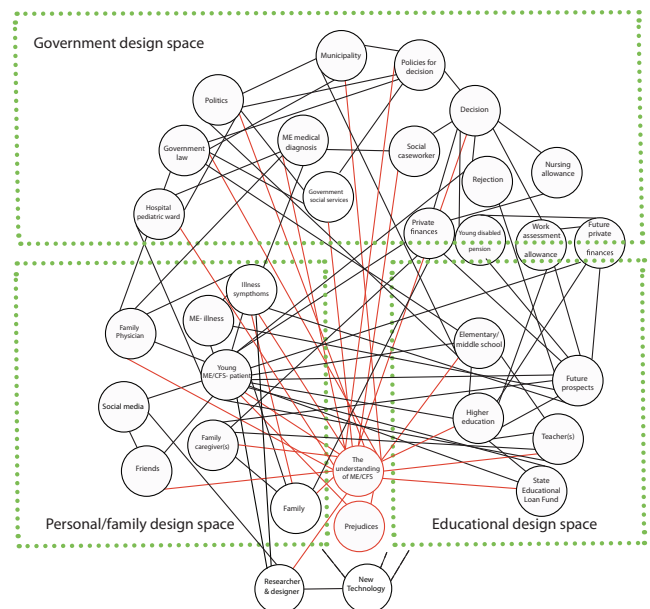 Government design space
Municipality
Policies for
decision
Politics
Decision
Government
law
ME medical
diagnosis
Social
caseworker
Nursing
allowance
Rejection
Government
social services
Hospital
pediatric ward
Private
finances
Young disabled
pension
Work
assessment
allowance
Future
private
finances
Illness
sympthoms
ME- illness
Family
Physician
Elementary/
middle school
Young
ME/CFS- patient
Future
prospects
Social media
Higher
education
Family
caregiver(s)
Teacher(s)
Friends
The
understanding
of ME/CFS
State
Educational
Loan Fund
Family
Prejudices
Personal/family design space
Educational design space
Researcher
& designer
New
Technology